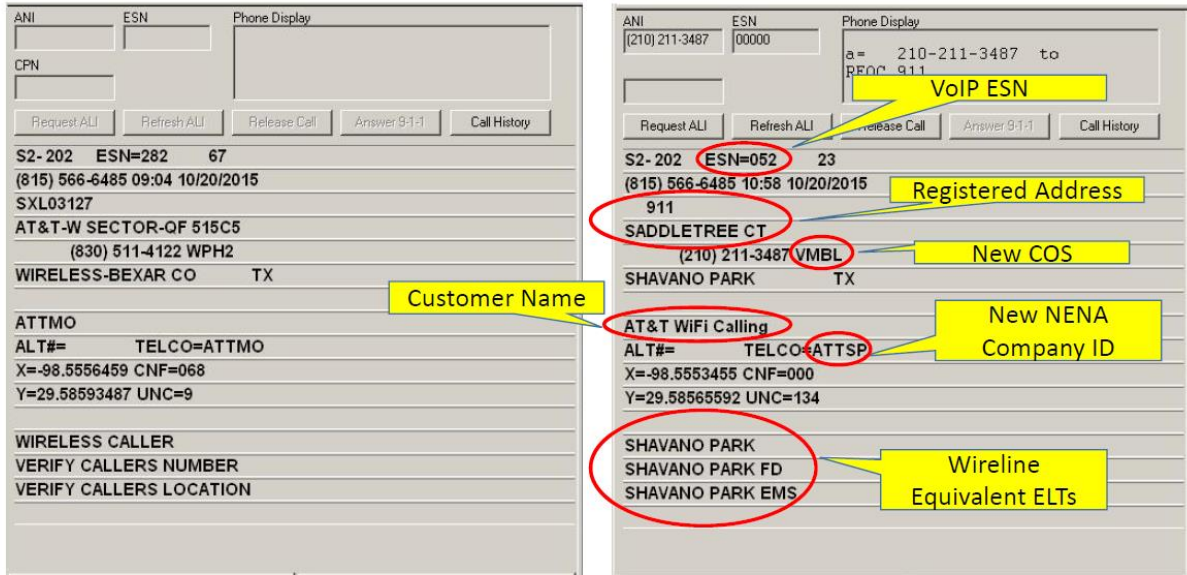 ANI ESN Phone Display
CPN
Request ALI Refresh ALI Release Call Answer 9-1-1 Call History
S2- 202 ESN=282 67
(815) 566-6485 09:04 10/20/2015
SXL03127
AT&T-W SECTOR-QF 515C5
(830) 511-4122 WPH2
WIRELESS-BEXAR CO TX
ATTMO
ALT#= TELCO=ATTMO
X=-98.5556459 CNF=068
Y=29.58593487 UNC=9
WIRELESS CALLER
VERIFY CALLERS NUMBER
VERIFY CALLERS LOCATION
Customer Name
ANI ESN Phone Display
(210) 211-3487 00000
a= 210-211-3487 to
911
VoIP ESN
Request ALI Refresh ALI Release Call Answer 9-1-1 Call History
S2- 202 ESN=052 23
(815) 566-6485 10:58 10/20/2015
Registered Address
911
SADDLETREE CT
(210) 211-3487 VMBL
New COS
SHAVANO PARK TX
AT&T WiFi Calling
New NENA
Company ID
ALT#= TELCO=ATTSP
X=-98.5553455 CNF=000
Y=29.58565592 UNC=134
SHAVANO PARK
SHAVANO PARK FD
SHAVANO PARK EMS
Wireline
Equivalent ELTs